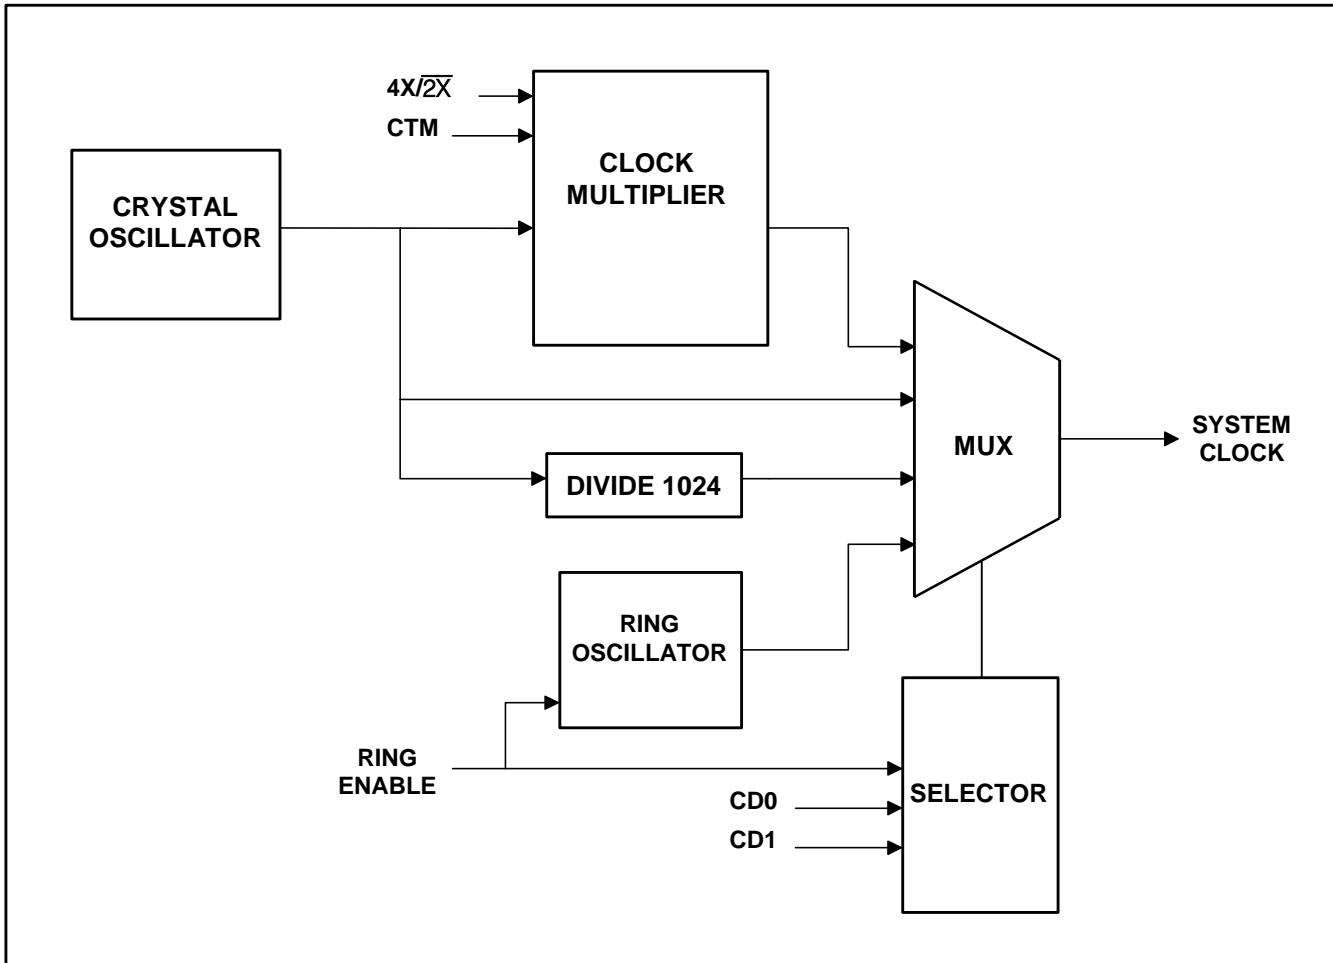 4X/2X
CTM
CLOCK
MULTIPLIER
CRYSTAL
OSCILLATOR
MUX
SYSTEM
CLOCK
DIVIDE 1024
RING
OSCILLATOR
RING
ENABLE
CD0
CD1
SELECTOR